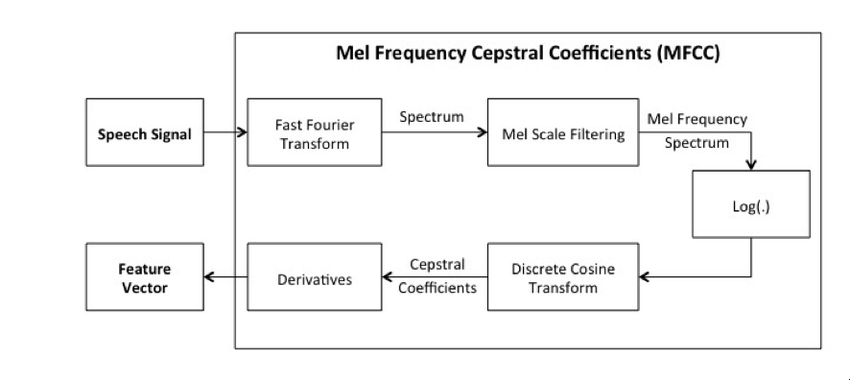 Mel Frequency Cepstral Coefficients (MFCC)
Speech Signal
Fast Fourier
Transform
Spectrum
Mel Scale Filtering
Mel Frequency
Spectrum
Log(.)
Discrete Cosine
Transform
Cepstral
Coefficients
Derivatives
Feature
Vector